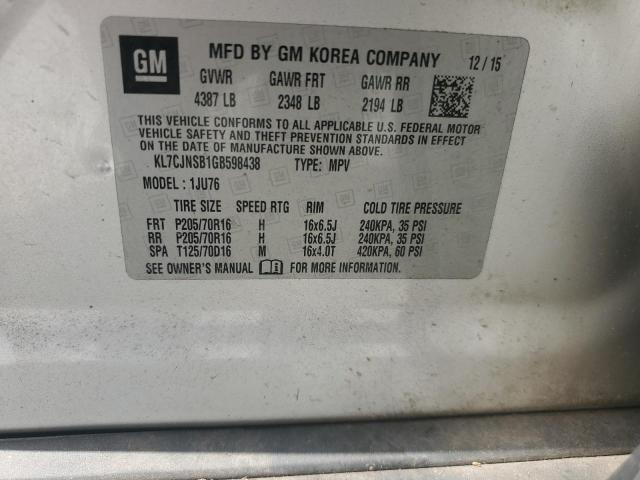 GM
MFD BY GM KOREA COMPANY 12/15
GVWR GAWR FRT GAWR RR
4387 LB 2348 LB 2194 LB
THIS VEHICLE CONFORMS TO ALL APPLICABLE U.S. FEDERAL MOTOR
VEHICLE SAFETY AND THEFT PREVENTION STANDARDS IN EFFECT
ON THE DATE OF MANUFACTURE SHOWN ABOVE.
KL7CJNSB1GB598438 TYPE: MPV
MODEL: 1JU76
TIRE SIZE SPEED RTG RIM COLD TIRE PRESSURE
FRT P205/70R16 H 16x6.5J 240KPA, 35 PSI
RR P205/70R16 H 16x6.5J 240KPA, 35 PSI
SPA T125/70D16 M 16x4.0T 420KPA, 60 PSI
SEE OWNER'S MANUAL FOR MORE INFORMATION.